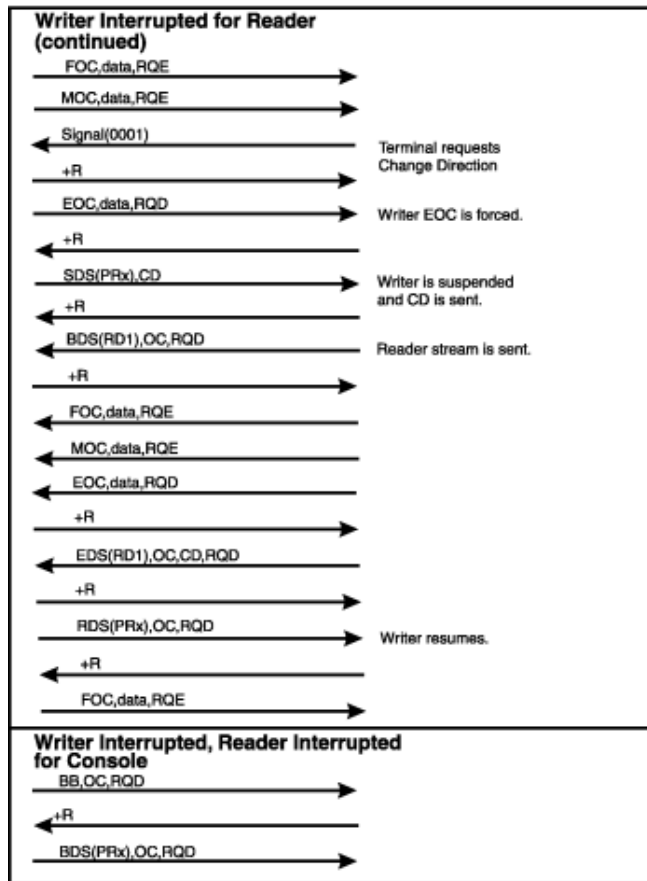 Writer Interrupted for Reader
(continued)
FOC,data,RQE
MOC,data,RQE
Signal(0001)
Terminal requests
Change Direction
+R
EOC,data,RQD
Writer EOC is forced.
+R
SDS(PRx),CD
Writer is suspended
and CD is sent.
+R
BDS(RD1),OC,RQD
Reader stream is sent.
+R
FOC,data,RQE
MOC,data,RQE
EOC,data,RQD
+R
EDS(RD1),OC,CD,RQD
+R
RDS(PRx),OC,RQD
Writer resumes.
+R
FOC,data,RQE
Writer Interrupted, Reader Interrupted
for Console
BB,OC,RQD
+R
BDS(PRx),OC,RQD